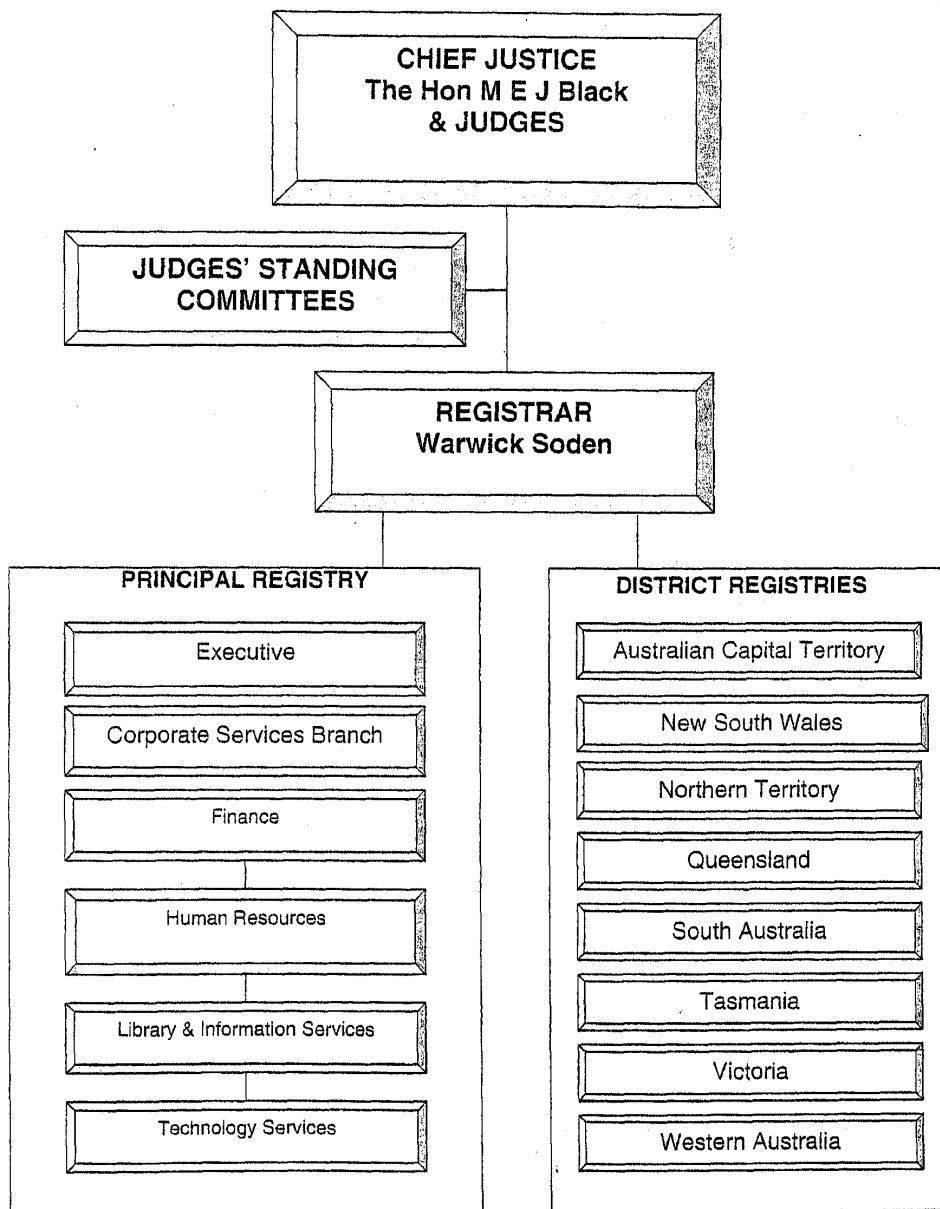 CHIEF JUSTICE
The Hon M E J Black
& JUDGES
JUDGES' STANDING
COMMITTEES
REGISTRAR
Warwick Soden
PRINCIPAL REGISTRY
Executive
Corporate Services Branch
Finance
Human Resources
Library & Information Services
Technology Services
DISTRICT REGISTRIES
Australian Capital Territory
New South Wales
Northern Territory
Queensland
South Australia
Tasmania
Victoria
Western Australia